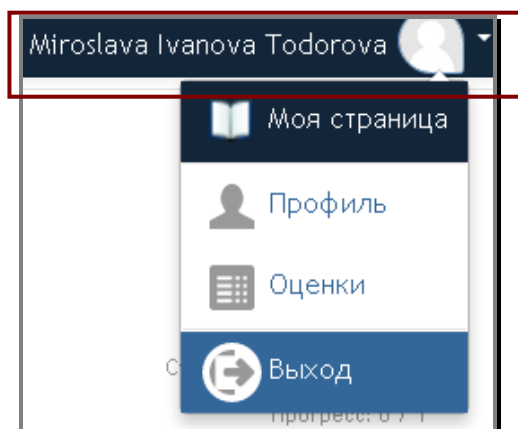 Miroslava Ivanova Todorova
Моя страница
Профиль
Оценки
Выход